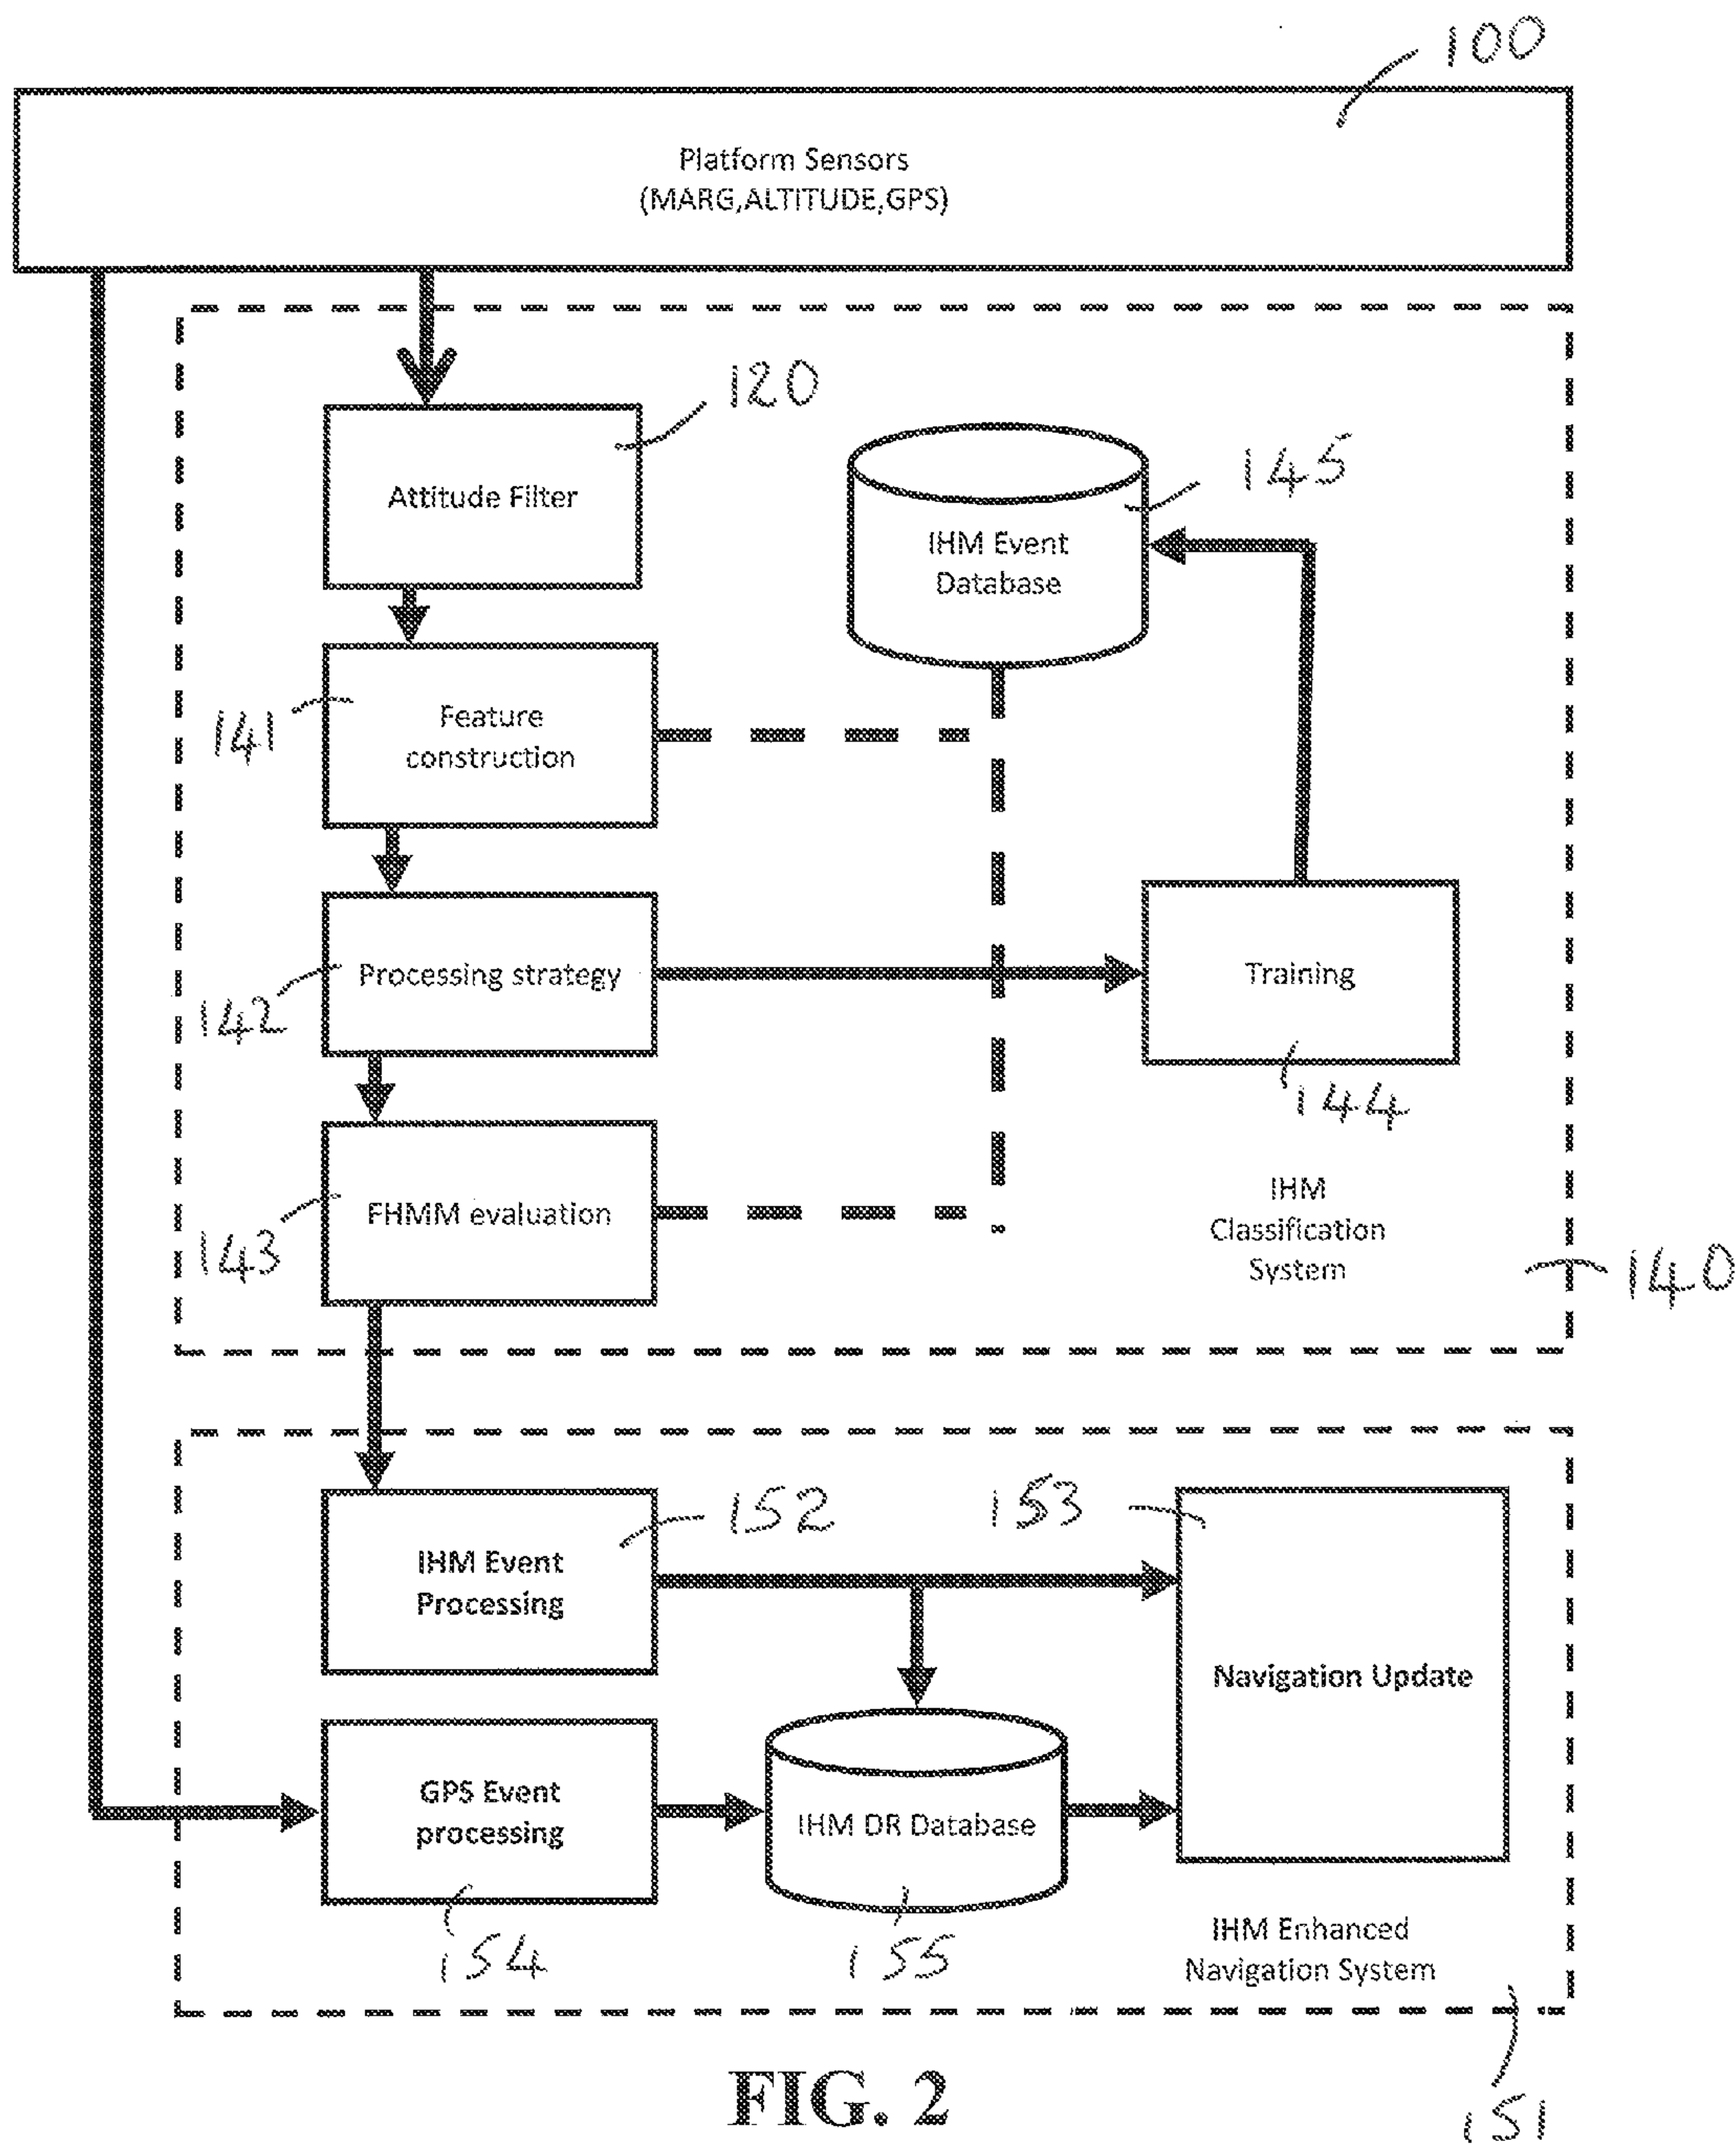 100
Platform Sensors
(MARG,ALTITUDE,GPS)
120
Attitude Filter
145
IHM Event
Database
141
Feature
construction
142
Processing strategy
Training
144
143
FHMM evaluation
IHM
Classification
System
140
152
153
IHM Event
Processing
Navigation Update
GPS Event
processing
IHM DR Database
154
155
IHM Enhanced
Navigation System
151
FIG. 2